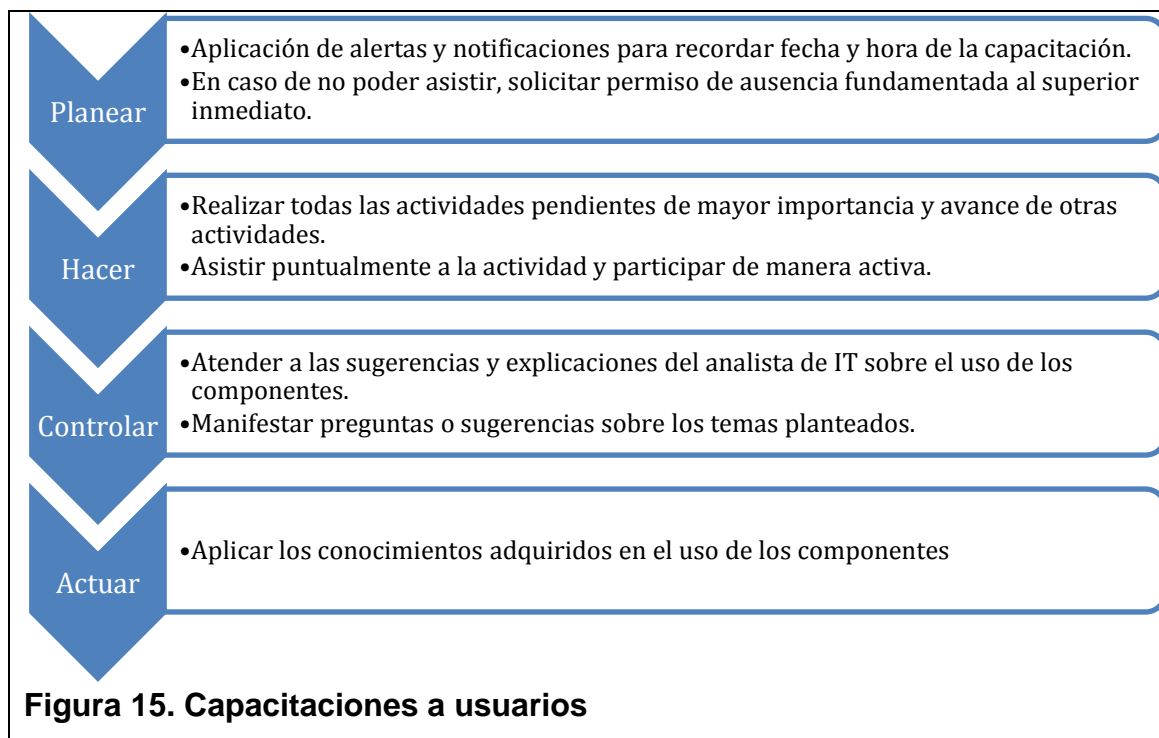 Planear
•Aplicación de alertas y notificaciones para recordar fecha y hora de la capacitación.
•En caso de no poder asistir, solicitar permiso de ausencia fundamentada al superior
inmediato.
Hacer
•Realizar todas las actividades pendientes de mayor importancia y avance de otras
actividades.
•Asistir puntualmente a la actividad y participar de manera activa.
Controlar
•Atender a las sugerencias y explicaciones del analista de IT sobre el uso de los
componentes.
•Manifestar preguntas o sugerencias sobre los temas planteados.
Actuar
•Aplicar los conocimientos adquiridos en el uso de los componentes
Figura 15. Capacitaciones a usuarios